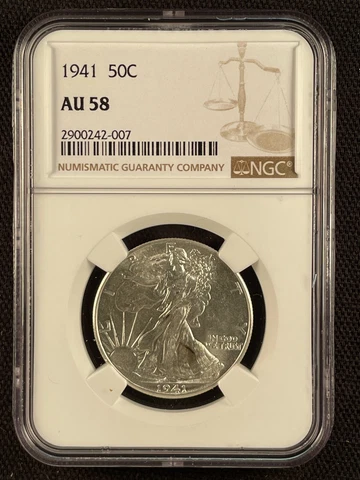 1941 50C
AU 58
2900242-007
NUMISMATIC GUARANTY COMPANY NGC®
IN GOD
WE TRUST
1941